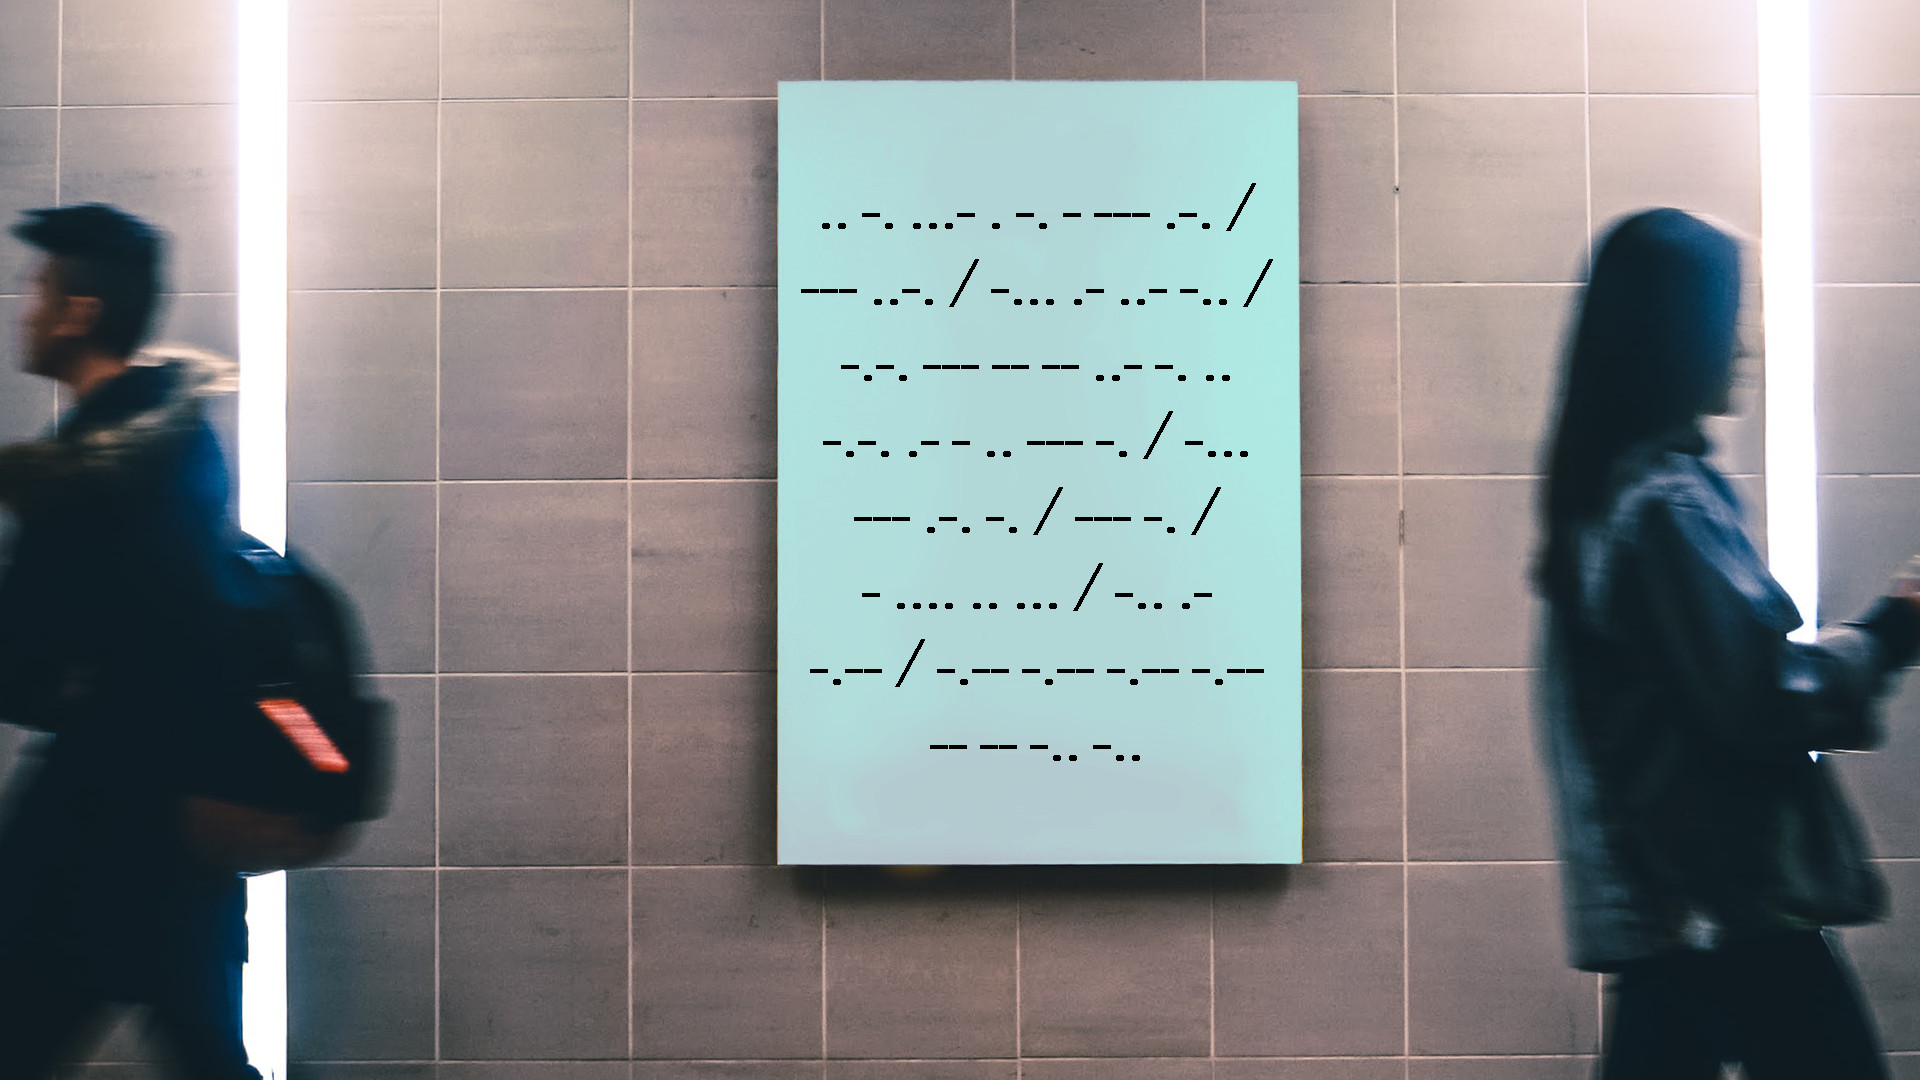 .. -. ...- . -. - --- .-. /
--- ..-. / -... .- ..- -.. /
-.-. --- -- -- ..- -. ..
-.-. .- - .. --- -. / -...
--- .-. -. / --- -. /
- .... .. ... / -.. .-
-.-- / -.-- -.-- -.-- -.--
-- -- -.. -..